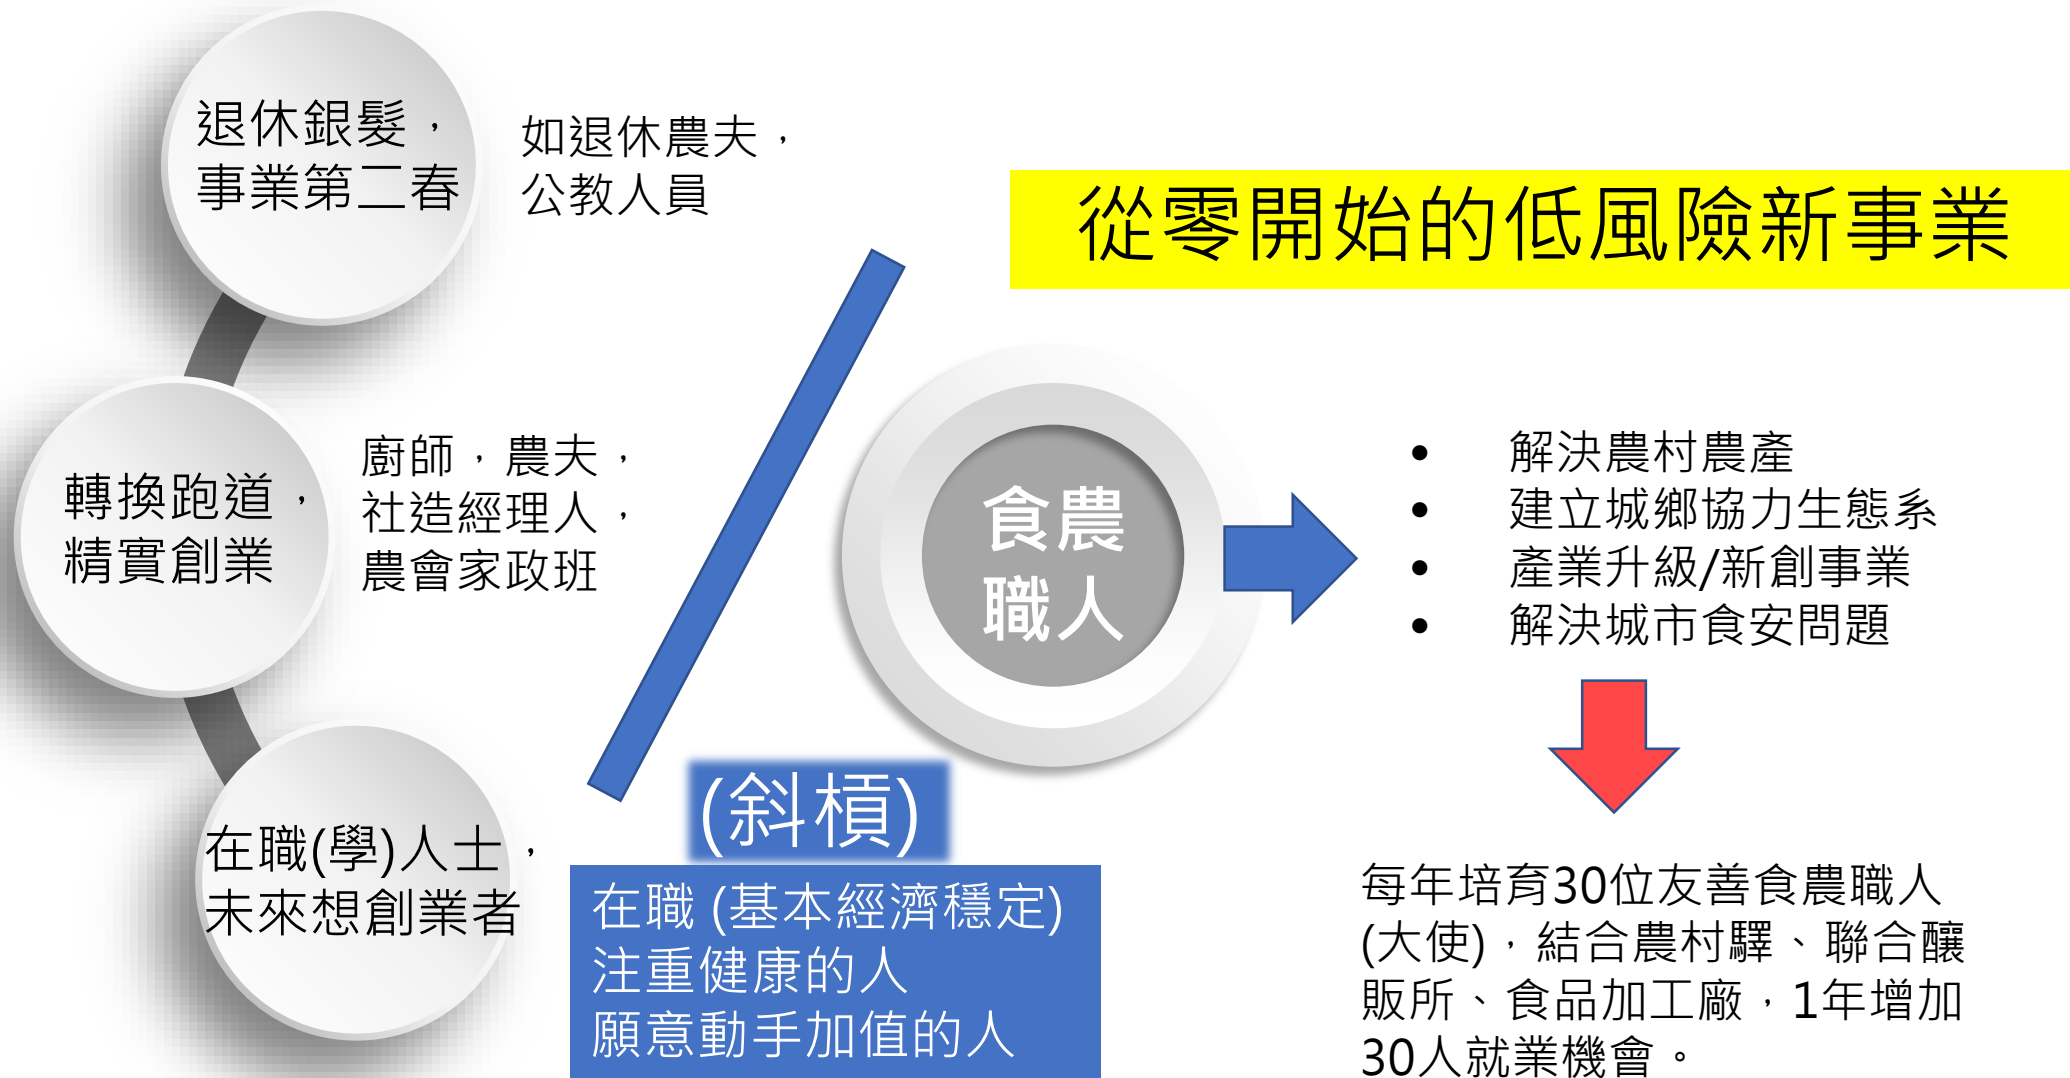 退休銀髮，
事業第二春
如退休農夫，
公教人員
從零開始的低風險新事業
轉換跑道，
精實創業
廚師，農夫，
社造經理人，
農會家政班
食農
職人
• 解決農村農產
• 建立城鄉協力生態系
• 產業升級/新創事業
• 解決城市食安問題
在職(學)人士，
未來想創業者
(斜槓)
在職 (基本經濟穩定)
注重健康的人
願意動手加值的人
每年培育30位友善食農職人
(大使)，結合農村驛、聯合釀
販所、食品加工廠，1年增加
30人就業機會。